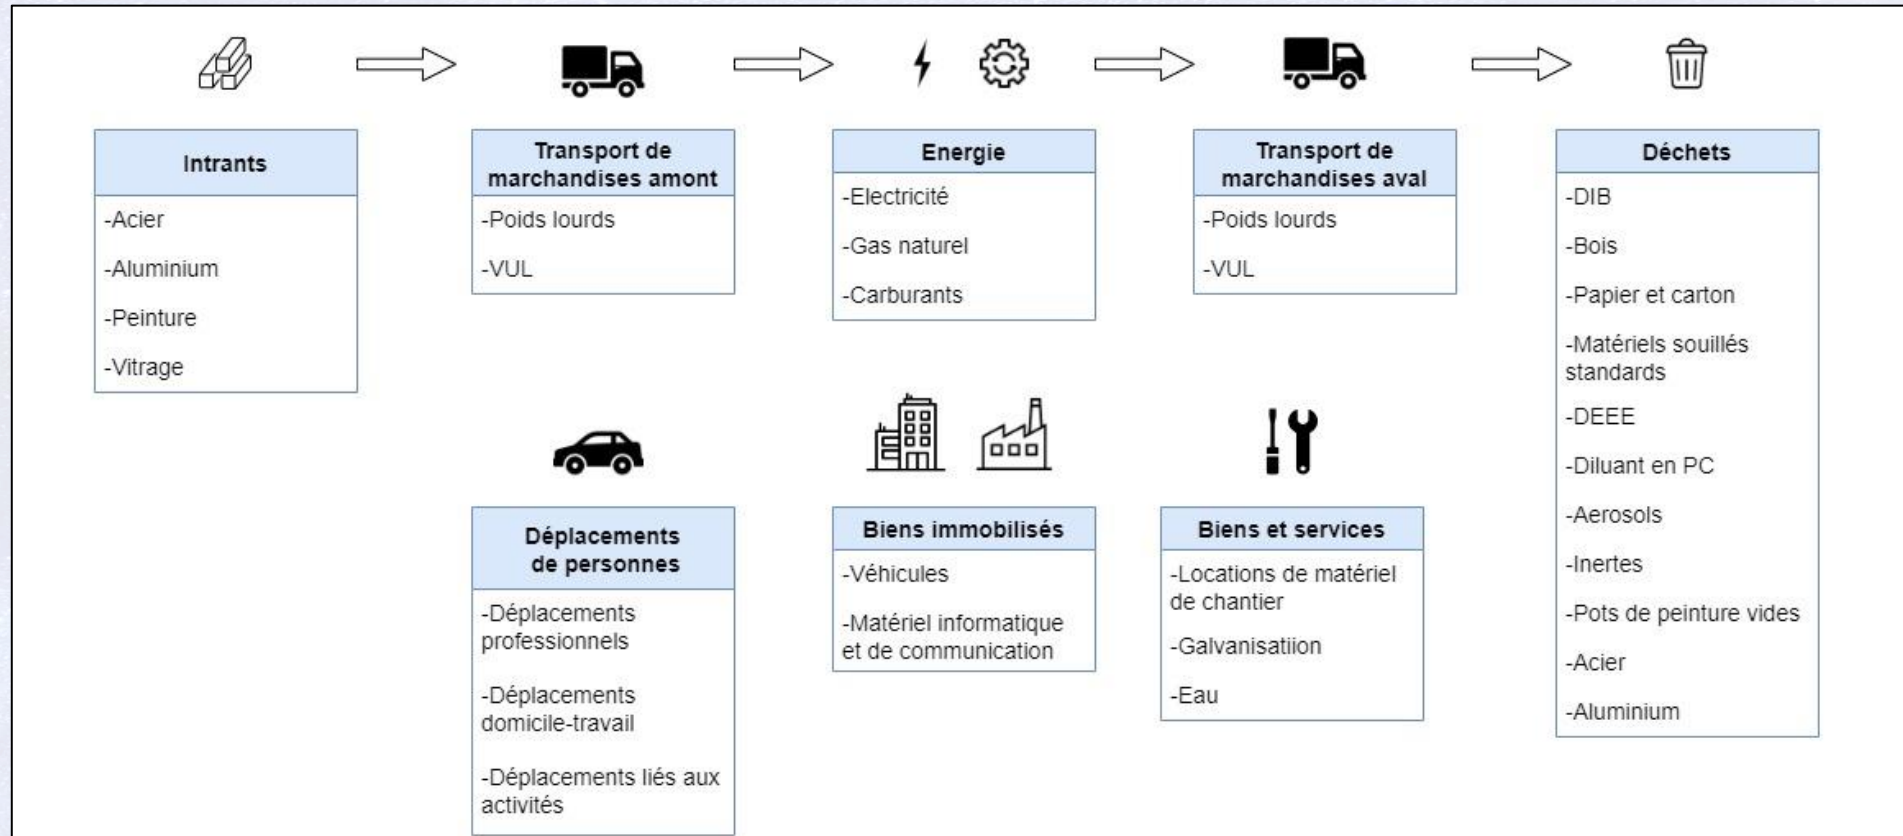 Intrants
-Acier
-Aluminium
-Peinture
-Vitrage
Transport de
marchandises amont
-Poids lourds
-VUL
Energie
-Electricité
-Gas naturel
-Carburants
Transport de
marchandises aval
-Poids lourds
-VUL
Déchets
-DIB
-Bois
-Papier et carton
-Matériels souillés
standards
-DEEE
-Diluant en PC
-Aerosols
-Inertes
-Pots de peinture vides
-Acier
-Aluminium
Déplacements
de personnes
-Déplacements
professionnels
-Déplacements
domicile-travail
-Déplacements liés aux
activités
Biens immobilisés
-Véhicules
-Matériel informatique
et de communication
Biens et services
-Locations de matériel
de chantier
-Galvanisatiion
-Eau